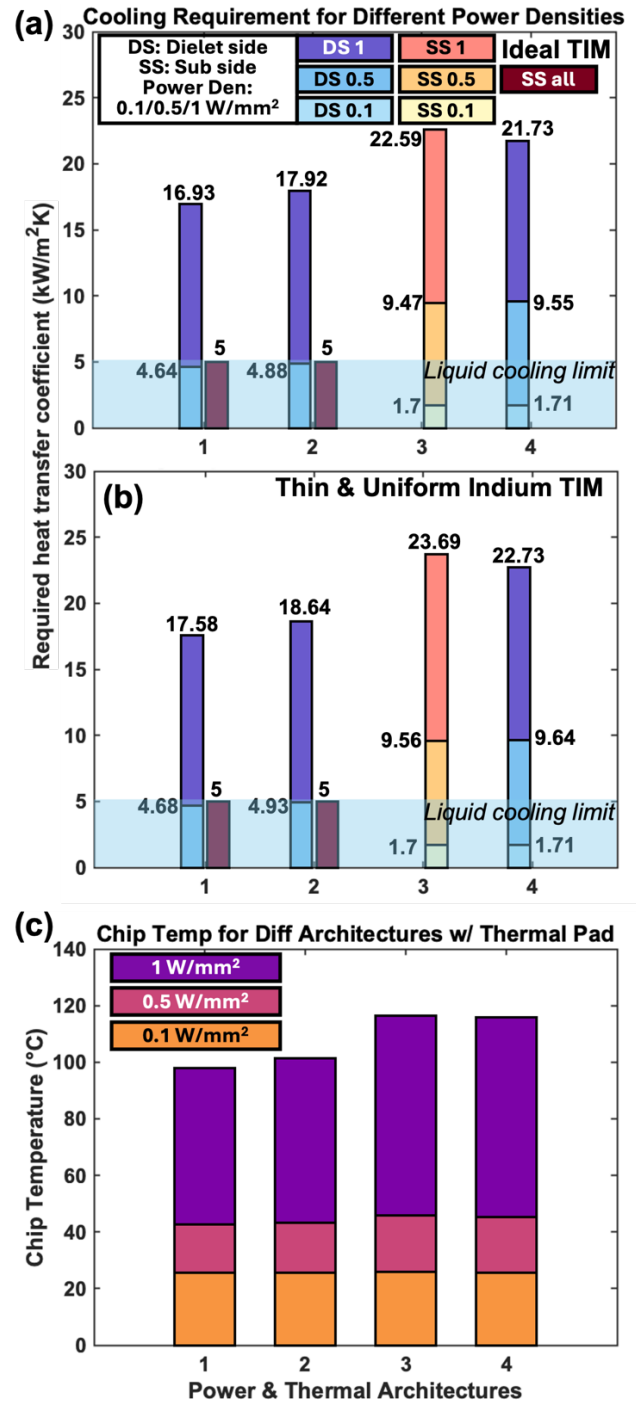 (a) Cooling Requirement for Different Power Densities
DS: Dielet side
SS: Sub side
Power Den:
0.1/0.5/1 W/mm²
DS 1
SS 1
Ideal TIM
DS 0.5
SS 0.5
SS all
DS 0.1
SS 0.1
Required heat transfer coefficient (kW/m²K)
30
25
20
15
10
5
0
16.93
4.64
5
17.92
4.88
5
22.59
9.47
1.7
21.73
9.55
1.71
Liquid cooling limit
1
2
3
4
(b)
Thin & Uniform Indium TIM
30
25
20
15
10
5
0
17.58
4.68
5
18.64
4.93
5
23.69
9.56
1.7
22.73
9.64
1.71
Liquid cooling limit
1
2
3
4
(c)
Chip Temp for Diff Architectures w/ Thermal Pad
1 W/mm²
0.5 W/mm²
0.1 W/mm²
Chip Temperature (°C)
140
120
100
80
60
40
20
0
1
2
3
4
Power & Thermal Architectures